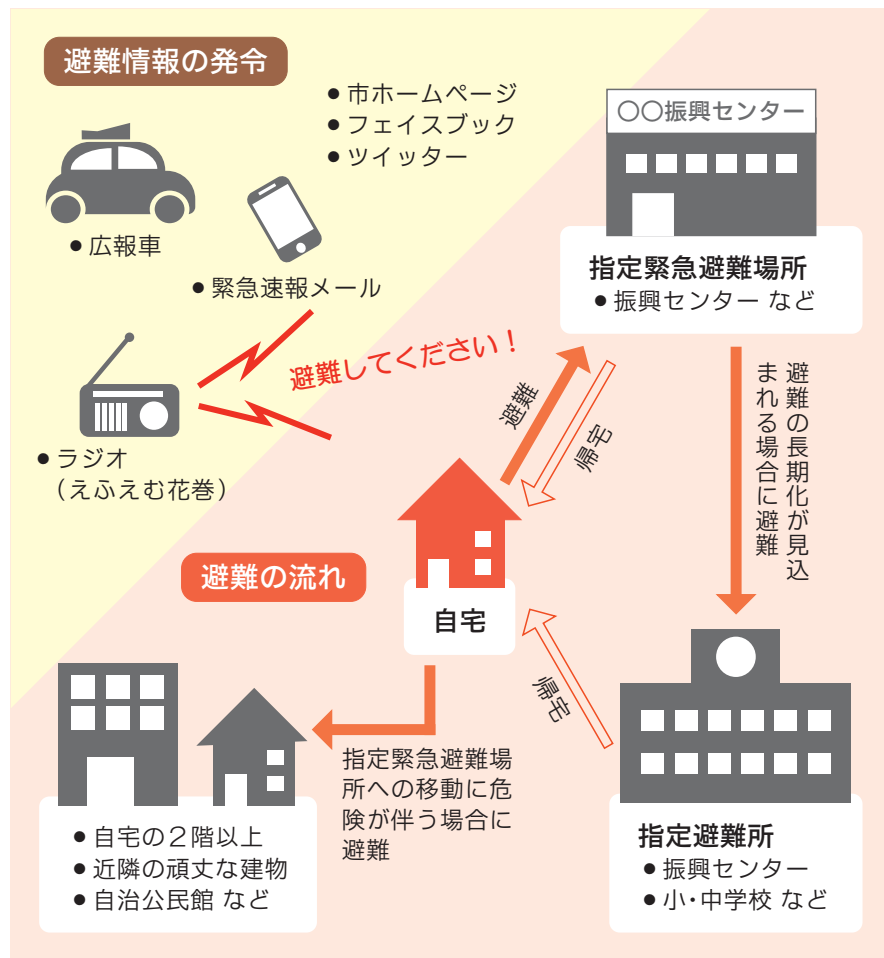 避難情報の発令
● 市ホームページ
● フェイスブック
● ツイッター
● 広報車
● 緊急速報メール
● ラジオ
（えふえむ花巻）
避難してください！
〇〇振興センター
指定緊急避難場所
● 振興センター など
避難
帰宅
避難の長期化が見込
まれる場合に避難
避難の流れ
自宅
帰宅
指定緊急避難場
所への移動に危
険が伴う場合に
避難
● 自宅の２階以上
● 近隣の頑丈な建物
● 自治公民館 など
指定避難所
● 振興センター
● 小・中学校 など